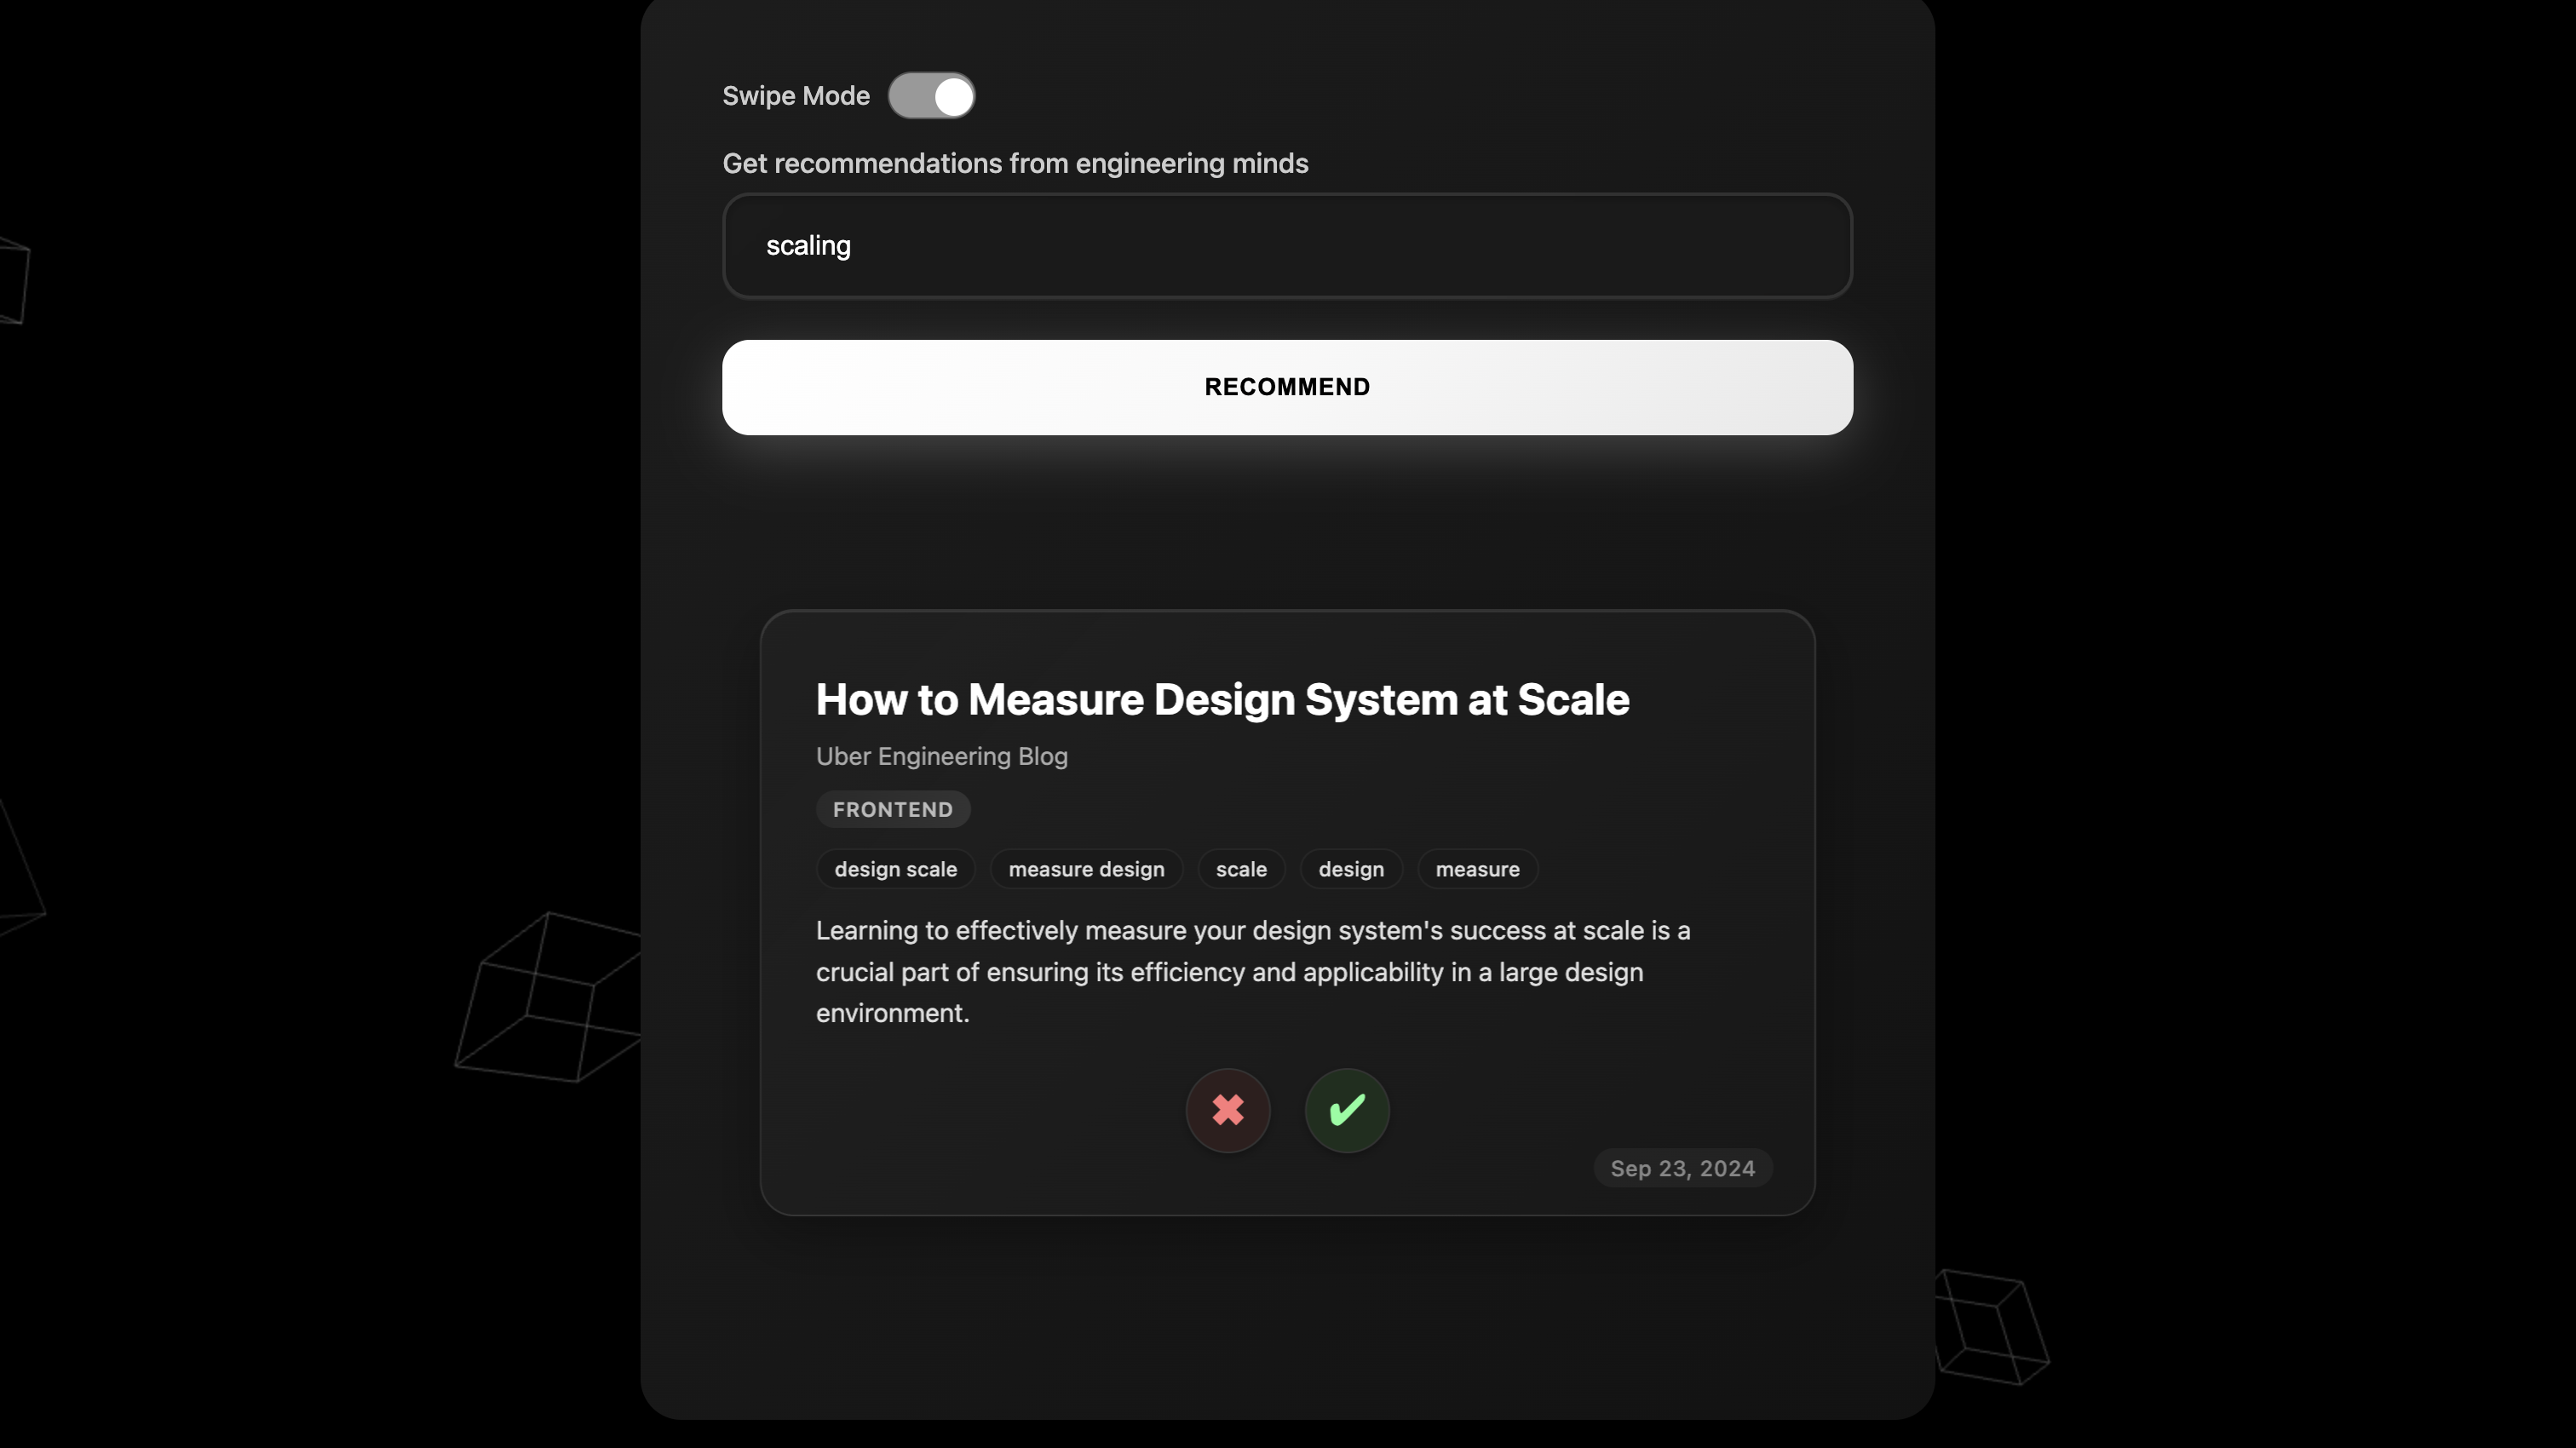 Swipe Mode
Get recommendations from engineering minds
scaling
RECOMMEND
How to Measure Design System at Scale
Uber Engineering Blog
FRONTEND
design scale measure design scale design measure
Learning to effectively measure your design system's success at scale is a
crucial part of ensuring its efficiency and applicability in a large design
environment.
Sep 23, 2024